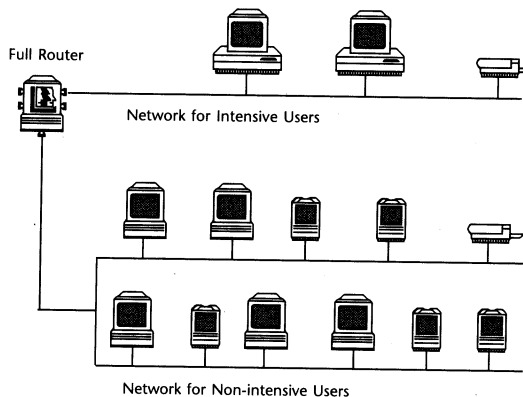 Full Router
Network for Intensive Users
Network for Non-intensive Users